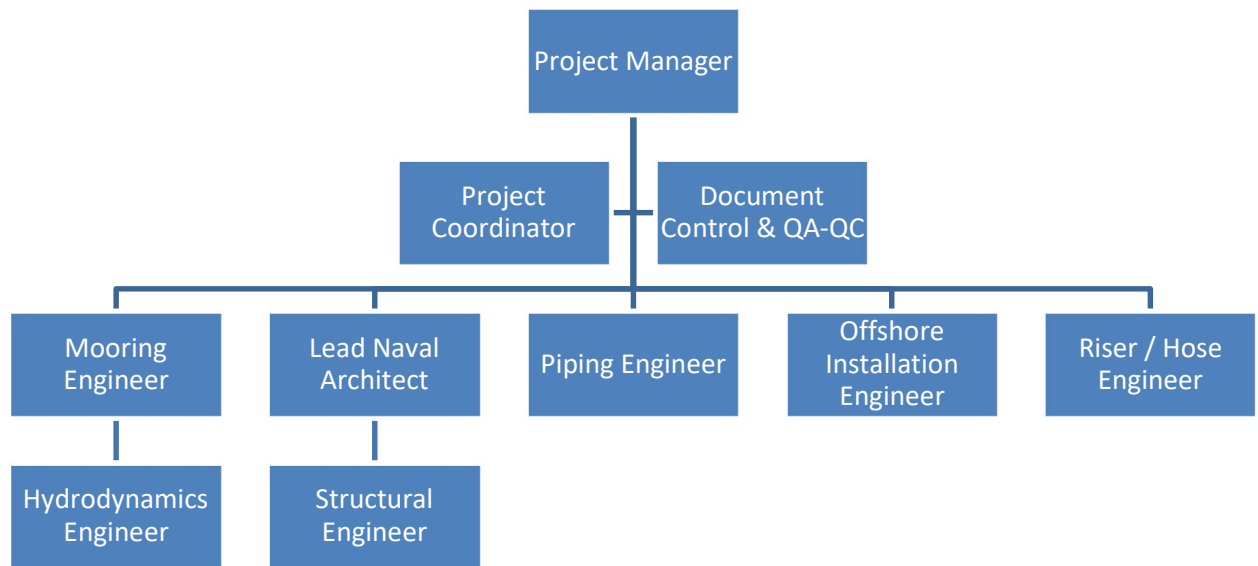 Project Manager
Project
Coordinator
Document
Control & QA-QC
Mooring
Engineer
Lead Naval
Architect
Piping Engineer
Offshore
Installation
Engineer
Riser / Hose
Engineer
Hydrodynamics
Engineer
Structural
Engineer